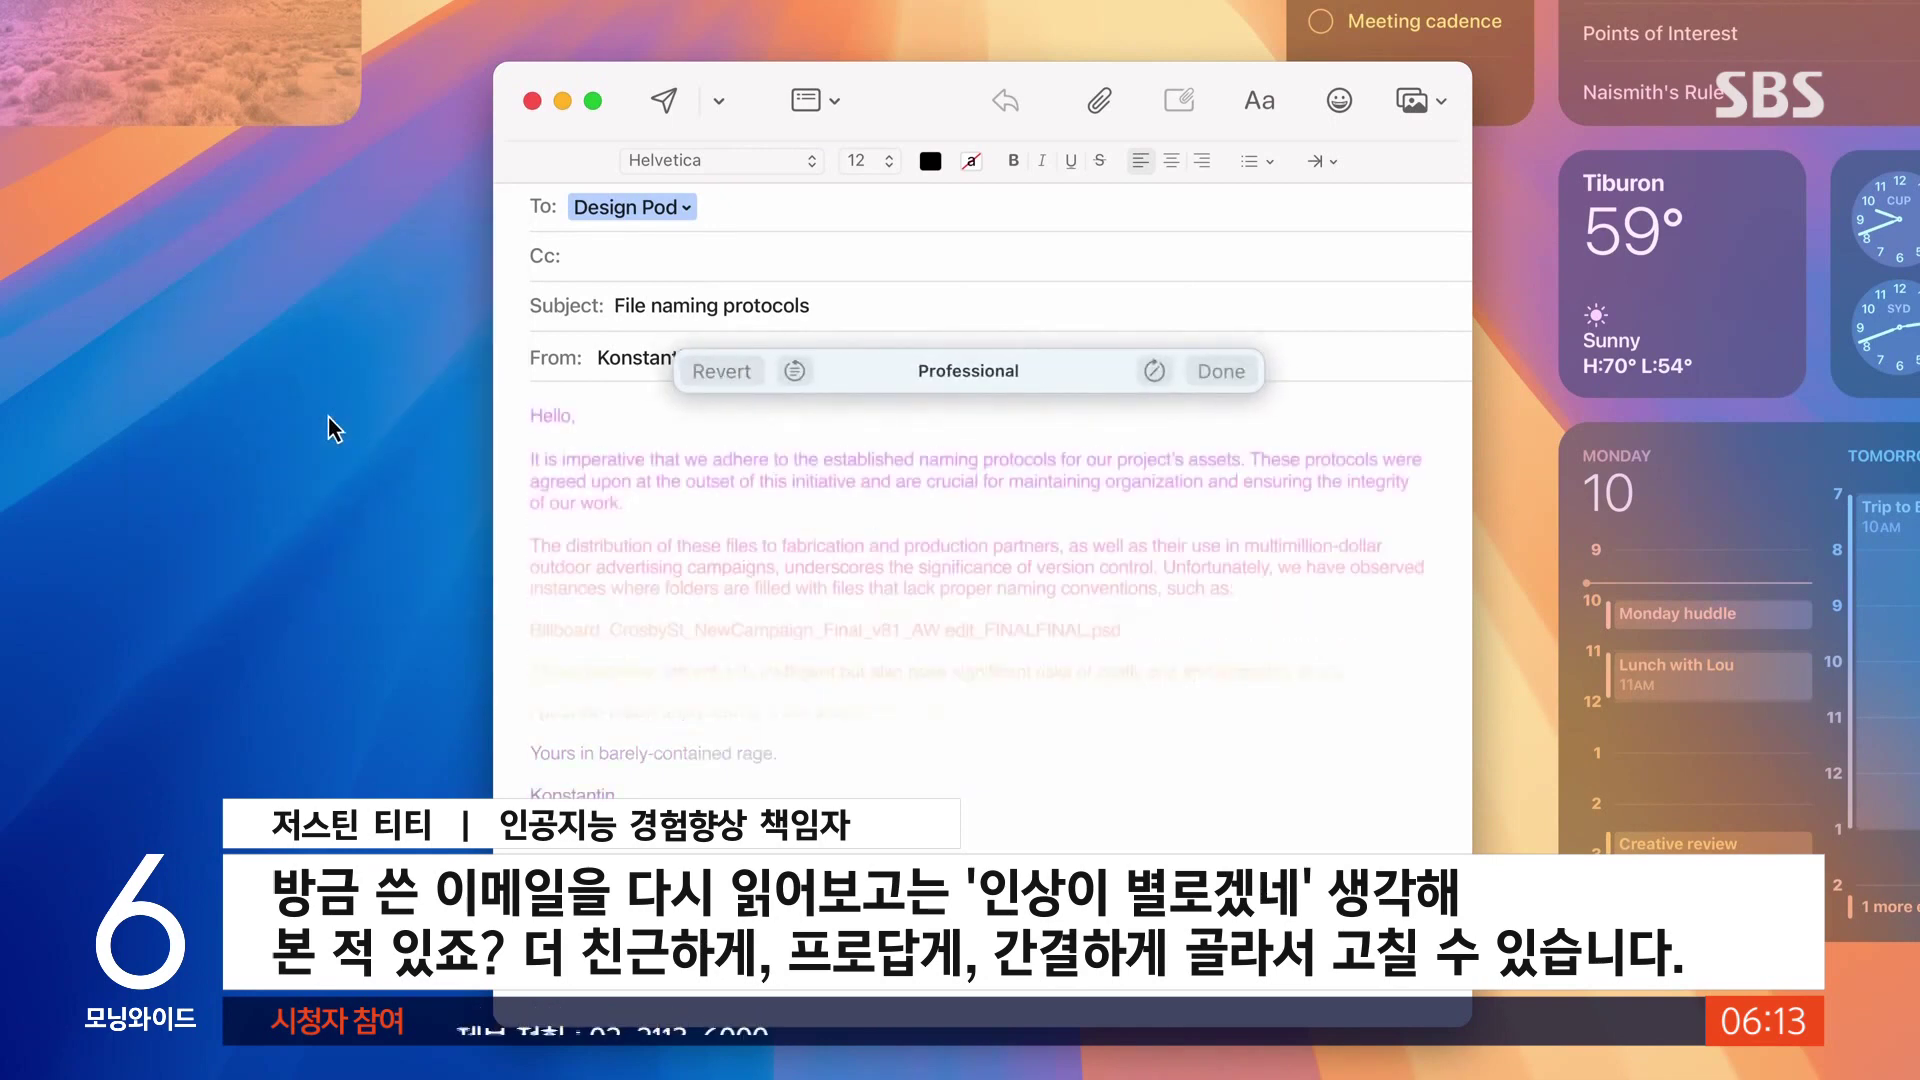 Meeting cadence
Points of Interest
Naismith's Rule
SBS
Aa
Helvetica
12
a
B I U S
To: Design Pod
Cc:
Subject: File naming protocols
From: Konstant
Revert
Professional
Done
Hello,
It is imperative that we adhere to the established naming protocols for our project's assets. These protocols were
agreed upon at the outset of this initiative and are crucial for maintaining organization and ensuring the integrity
of our work.
The distribution of these files to fabrication and production partners, as well as their use in multimillion-dollar
outdoor advertising campaigns, underscores the significance of version control. Unfortunately, we have observed
instances where folders are filled with files that lack proper naming conventions, such as:
Billboard_CrosbySt_NewCampaign_Final_v81_AW edit_FINALFINAL.psd
Yours in barely-contained rage.
Konstantin
Tiburon
59°
Sunny
H:70° L:54°
11 12
10 CUP
9
8
7 6 5
11 12
10 SYD
9
8
7 6 5
MONDAY
10
9
10
Monday huddle
11
Lunch with Lou
11AM
12
1
2
Creative review
TOMORRO
7
Trip to
10AM
8
9
10
11
12
1
2
1 more
저스틴 티티 | 인공지능 경험향상 책임자
방금 쓴 이메일을 다시 읽어보고는 '인상이 별로겠네' 생각해
본 적 있죠? 더 친근하게, 프로답게, 간결하게 골라서 고칠 수 있습니다.
6
모닝와이드
시청자 참여
06:13